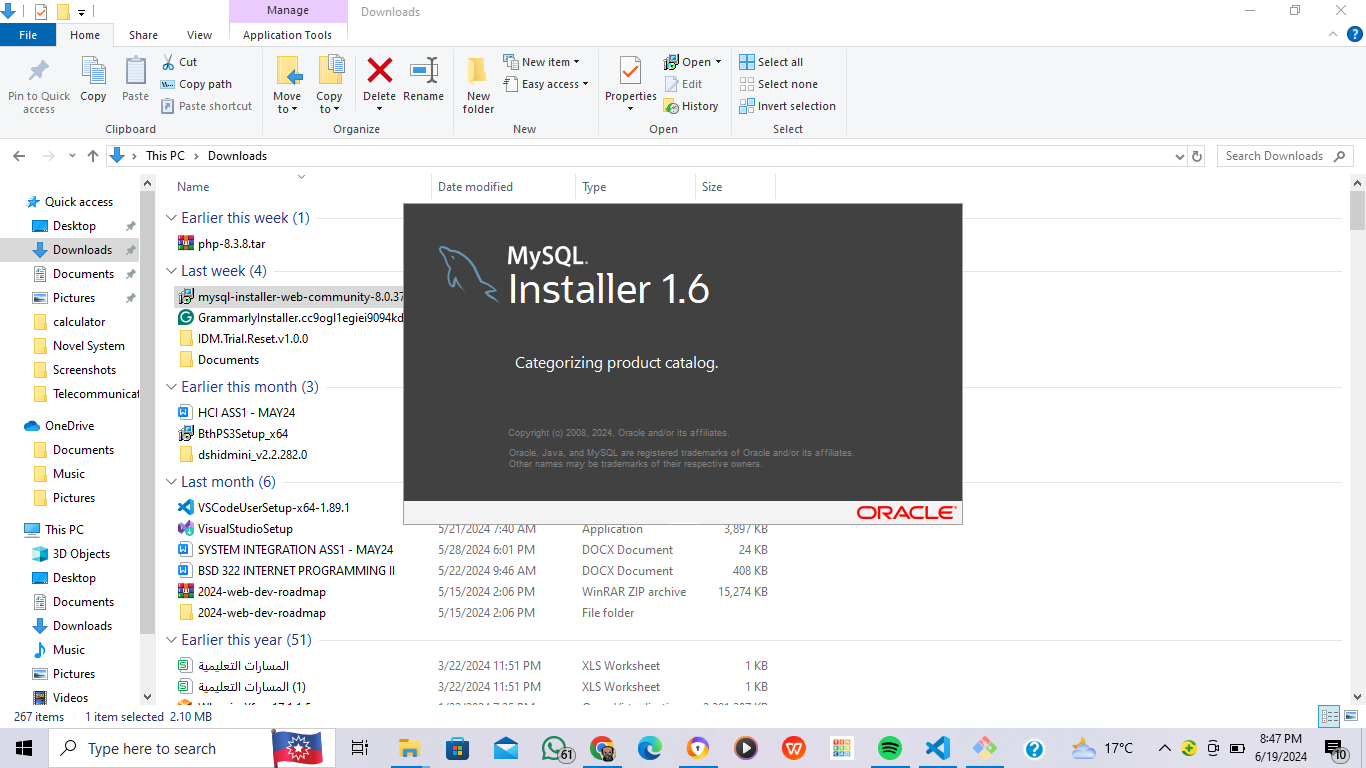 Manage
Downloads
File
Home
Share
View
Application Tools
Pin to Quick access
Copy
Paste
Cut
Copy path
Paste shortcut
Clipboard
Move to
Copy to
Delete
Rename
Organize
New folder
New item
Easy access
New
Properties
Open
Edit
History
Open
Select all
Select none
Invert selection
Select
This PC > Downloads
Search Downloads
Quick access
Desktop
Downloads
Documents
Pictures
calculator
Novel System
Screenshots
Telecommunicat
OneDrive
Documents
Music
Pictures
This PC
3D Objects
Desktop
Documents
Downloads
Music
Pictures
Videos
Name Date modified Type Size
Earlier this week (1)
php-8.3.8.tar
Last week (4)
mysql-installer-web-community-8.0.37
GrammarlyInstaller.cc9ogl1egiei9094kd
IDM.Trial.Reset.v1.0.0
Documents
Earlier this month (3)
HCI ASS1 - MAY24
BthPS3Setup_x64
dshidmini_v2.2.282.0
Last month (6)
VSCodeUserSetup-x64-1.89.1
VisualStudioSetup 5/21/2024 7:40 AM Application 3,897 KB
SYSTEM INTEGRATION ASS1 - MAY24 5/28/2024 6:01 PM DOCX Document 24 KB
BSD 322 INTERNET PROGRAMMING II 5/22/2024 9:46 AM DOCX Document 408 KB
2024-web-dev-roadmap 5/15/2024 2:06 PM WinRAR ZIP archive 15,274 KB
2024-web-dev-roadmap 5/15/2024 2:06 PM File folder
Earlier this year (51)
المسارات التعليمية 3/22/2024 11:51 PM XLS Worksheet 1 KB
المسارات التعليمية (1) 3/22/2024 11:51 PM XLS Worksheet 1 KB
MySQL.
Installer 1.6
Categorizing product catalog.
Copyright (c) 2008, 2024, Oracle and/or its affiliates.
Oracle, Java, and MySQL are registered trademarks of Oracle and/or its affiliates.
Other names may be trademarks of their respective owners.
ORACLE
267 items 1 item selected 2.10 MB
Type here to search
61
17°C
8:47 PM
6/19/2024
10